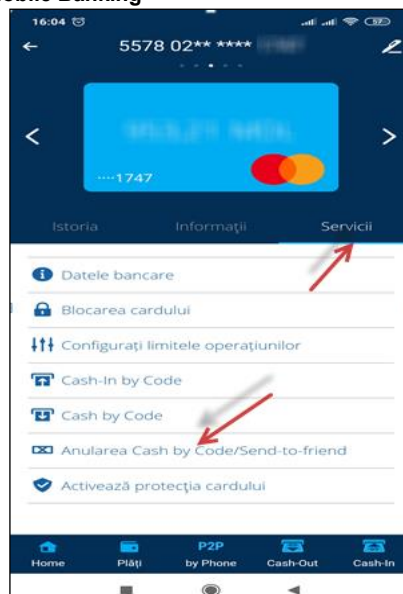 16:04
57
5578 02** ****
····1747
Istoria Informații Servicii
Datele bancare
Blocarea cardului
Configurați limitele operațiunilor
Cash-In by Code
Cash by Code
Anularea Cash by Code/Send-to-friend
Activează protecția cardului
P2P
Home Plăți by Phone Cash-Out Cash-In